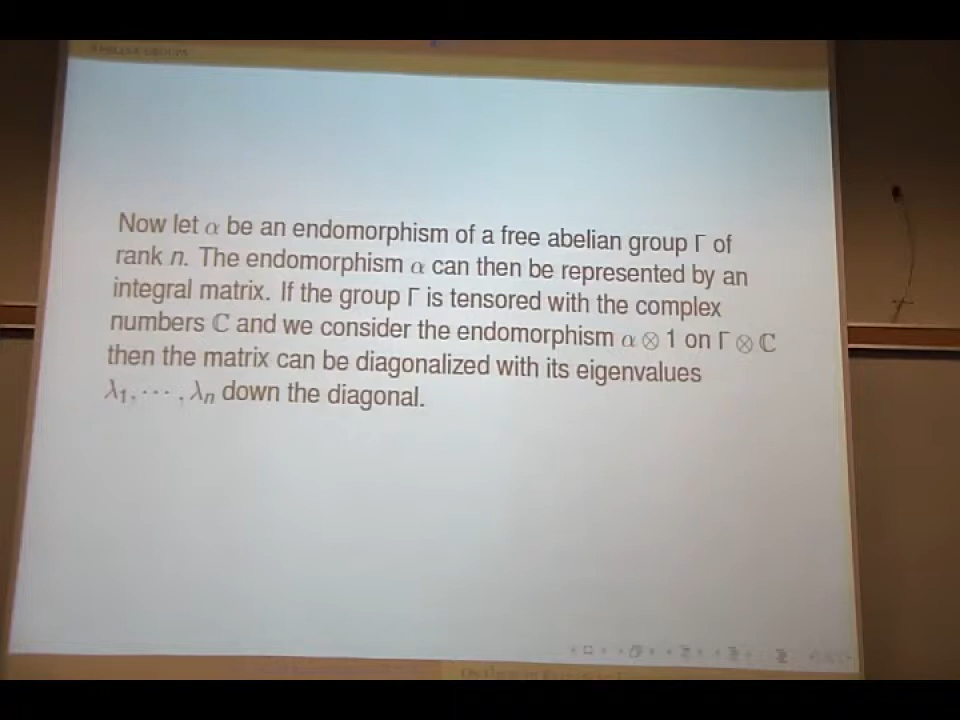 Now let α be an endomorphism of a free abelian group Γ of
rank n. The endomorphism α can then be represented by an
integral matrix. If the group Γ is tensored with the complex
numbers ℂ and we consider the endomorphism α ⊗ 1 on Γ ⊗ ℂ
then the matrix can be diagonalized with its eigenvalues
λ₁, ⋯ , λₙ down the diagonal.